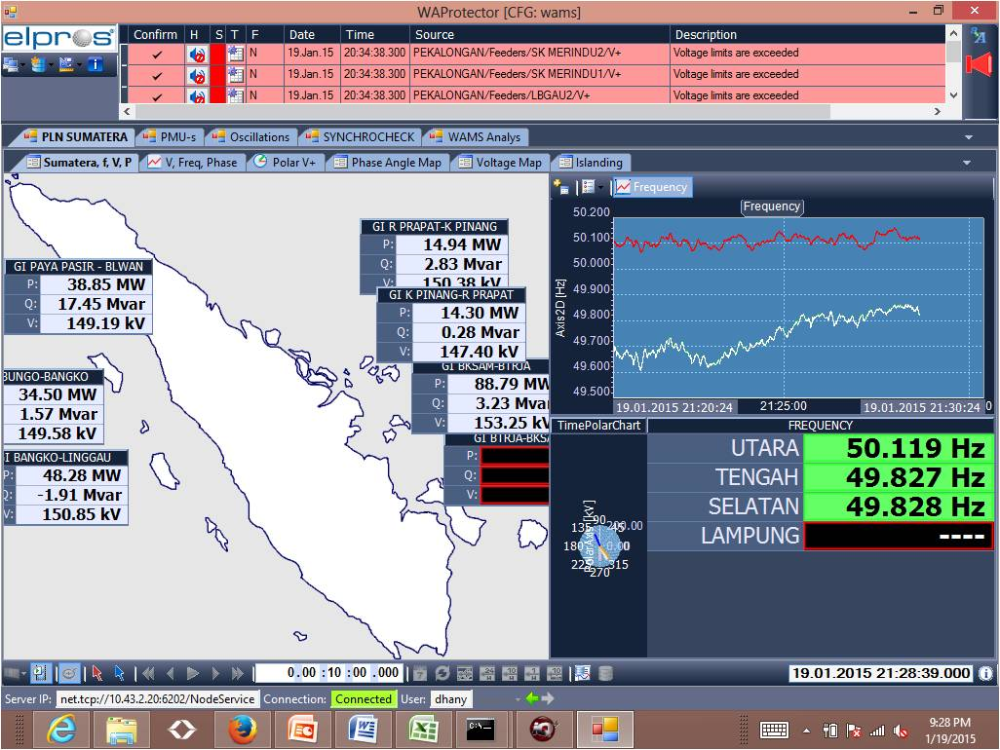 WAProtector [CFG: wams]
elpros
Confirm H S T F Date Time Source Description
N 19.Jan.15 20:34:38.300 PEKALONGAN/Feeders/SK MERINDU2/V+ Voltage limits are exceeded
N 19.Jan.15 20:34:38.300 PEKALONGAN/Feeders/SK MERINDU1/V+ Voltage limits are exceeded
N 19.Jan.15 20:34:38.300 PEKALONGAN/Feeders/LBGAU2/V+ Voltage limits are exceeded
PLN SUMATERA PMU-s Oscillations SYNCHROCHECK WAMS Analys
Sumatera, f, V, P V, Freq, Phase Polar V+ Phase Angle Map Voltage Map Islanding
GI PAYA PASIR - BLWAN
P: 38.85 MW
Q: 17.45 Mvar
V: 149.19 kV
BUNGO-BANGKO
34.50 MW
1.57 Mvar
149.58 kV
GI BANGKO-LINGGAU
P: 48.28 MW
Q: -1.91 Mvar
V: 150.85 kV
GI R PRAPAT-K PINANG
P: 14.94 MW
Q: 2.83 Mvar
V: 150.38 kV
GI K PINANG-R PRAPAT
P: 14.30 MW
Q: 0.28 Mvar
V: 147.40 kV
GI BKSAM-BTRJA
P: 88.79 MW
Q: 3.23 Mvar
V: 153.25 kV
GI BTRJA-BKSA
P:
Q:
V:
Frequency
Frequency
Axis2D [Hz]
50.200
50.100
50.000
49.900
49.800
49.700
49.600
49.500
19.01.2015 21:20:24 21:25:00 19.01.2015 21:30:24 0
TimePolarChart
PolarAxis [kV]
90
135 45 200.00
180 0.00 0
225 315
270
FREQUENCY
UTARA 50.119 Hz
TENGAH 49.827 Hz
SELATAN 49.828 Hz
LAMPUNG ----
0.00 :10 :00 .000
19.01.2015 21:28:39.000
Server IP: net.tcp://10.43.2.20:6202/NodeService Connection: Connected User: dhany
9:28 PM
1/19/2015